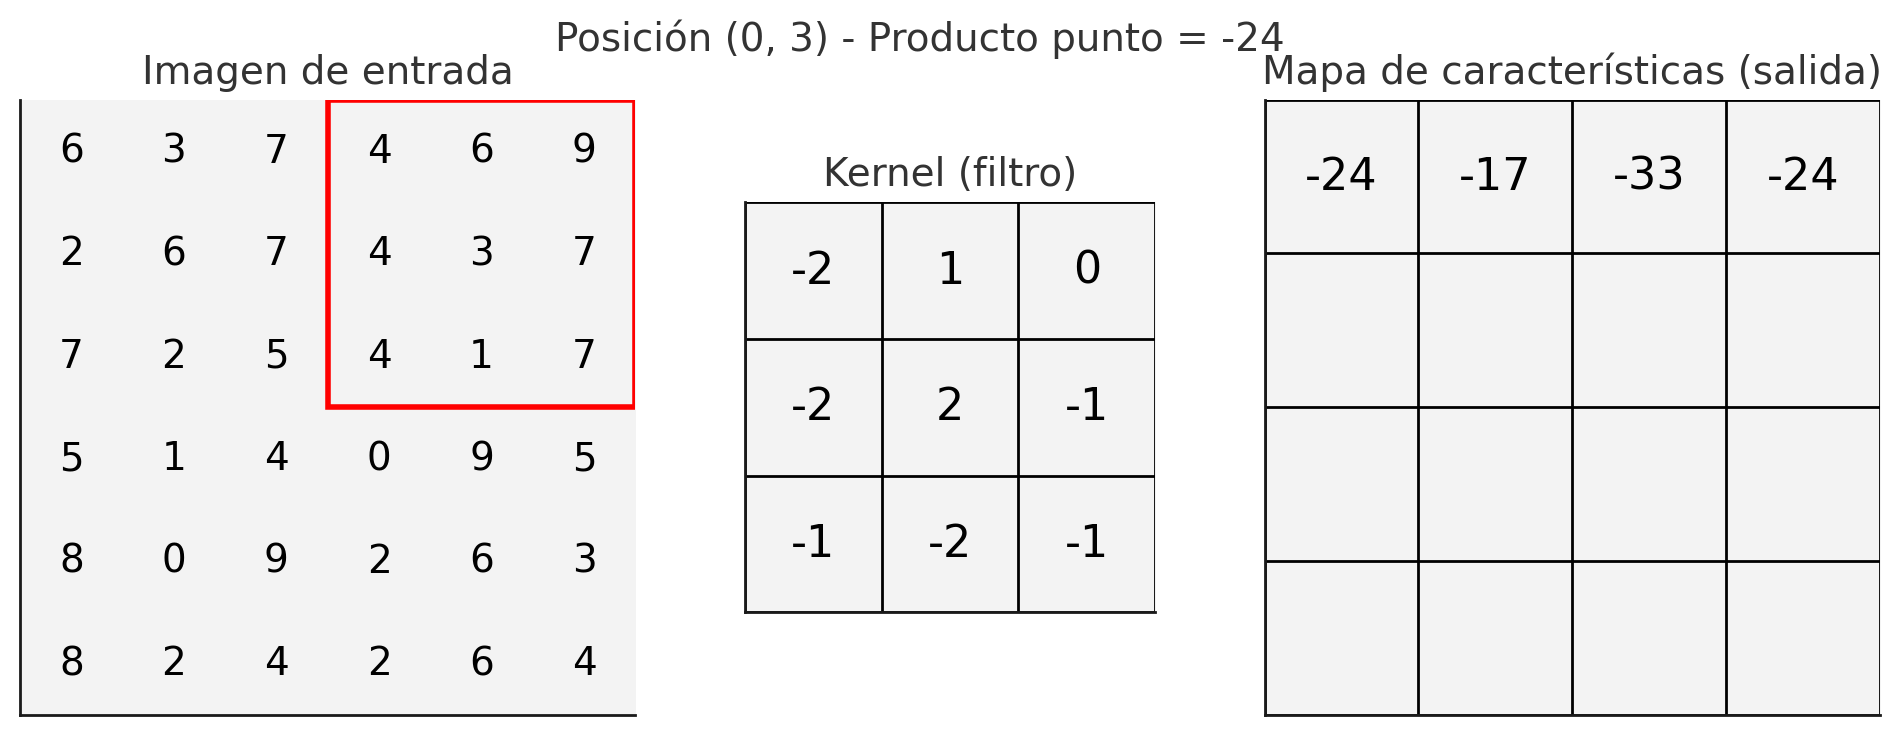 Posición (0, 3) - Producto punto = -24
Imagen de entrada
6 3 7 4 6 9
2 6 7 4 3 7
7 2 5 4 1 7
5 1 4 0 9 5
8 0 9 2 6 3
8 2 4 2 6 4
Kernel (filtro)
-2 1 0
-2 2 -1
-1 -2 -1
Mapa de características (salida)
-24 -17 -33 -24